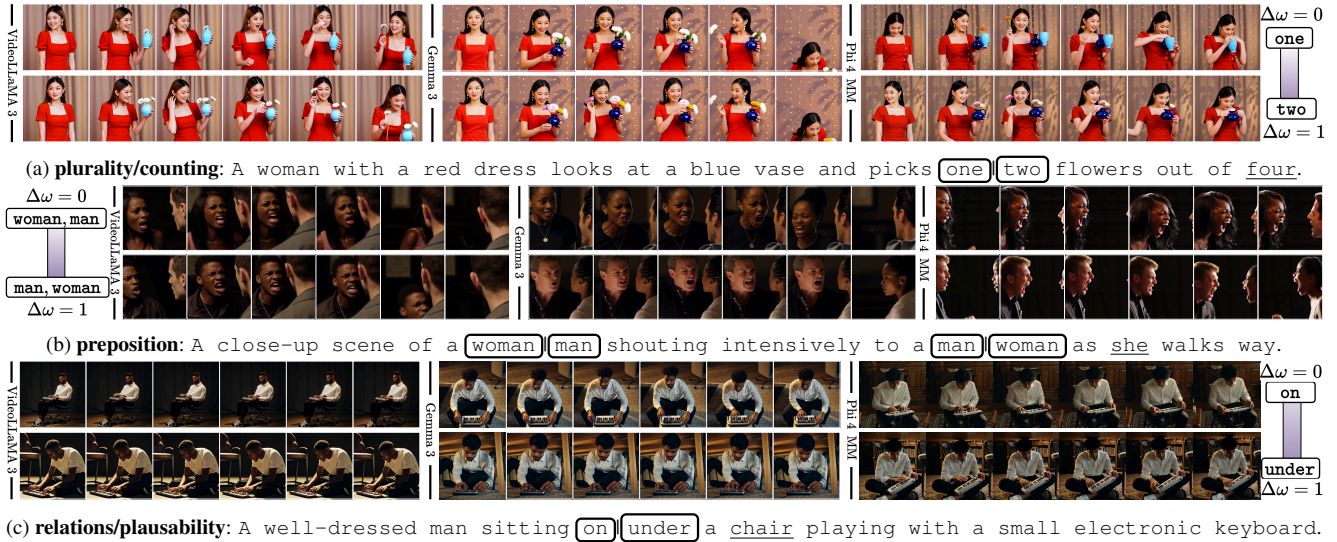 VideoLLaMA 3
Gemma 3
Phi 4 MM
Δω = 0
one
two
Δω = 1
(a) plurality/counting: A woman with a red dress looks at a blue vase and picks one|two flowers out of four.
Δω = 0
woman, man
man, woman
Δω = 1
VideoLLaMA 3
Gemma 3
Phi 4 MM
(b) preposition: A close-up scene of a woman|man shouting intensively to a man|woman as she walks way.
VideoLLaMA 3
Gemma 3
Phi 4 MM
Δω = 0
on
under
Δω = 1
(c) relations/plausability: A well-dressed man sitting on|under a chair playing with a small electronic keyboard.